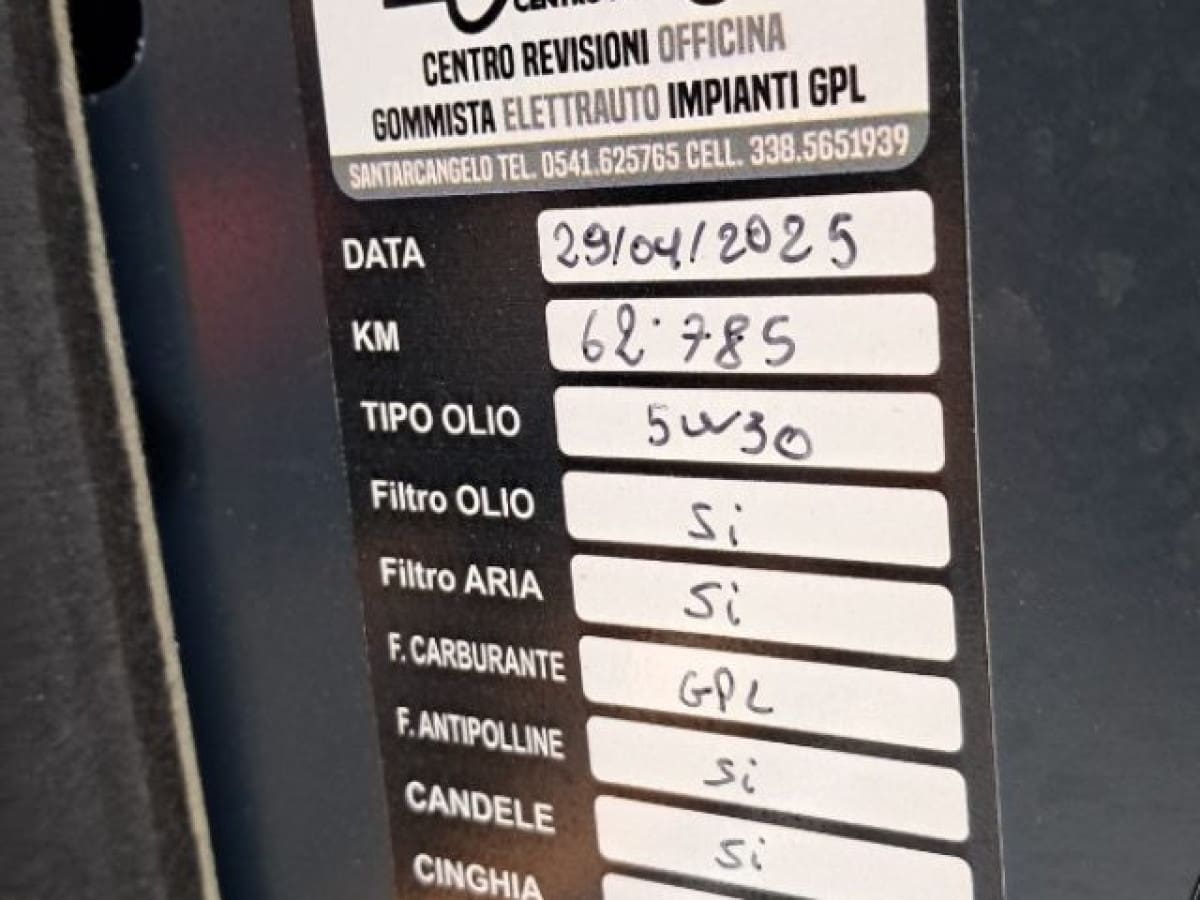 CENTRO
CENTRO REVISIONI OFFICINA
GOMMISTA ELETTRAUTO IMPIANTI GPL
SANTARCANGELO TEL. 0541.625765 CELL. 338.5651939
DATA 29/04/2025
KM 62.785
TIPO OLIO 5W30
Filtro OLIO Si
Filtro ARIA Si
F. CARBURANTE GPL
F. ANTIPOLLINE Si
CANDELE Si
CINGHIA